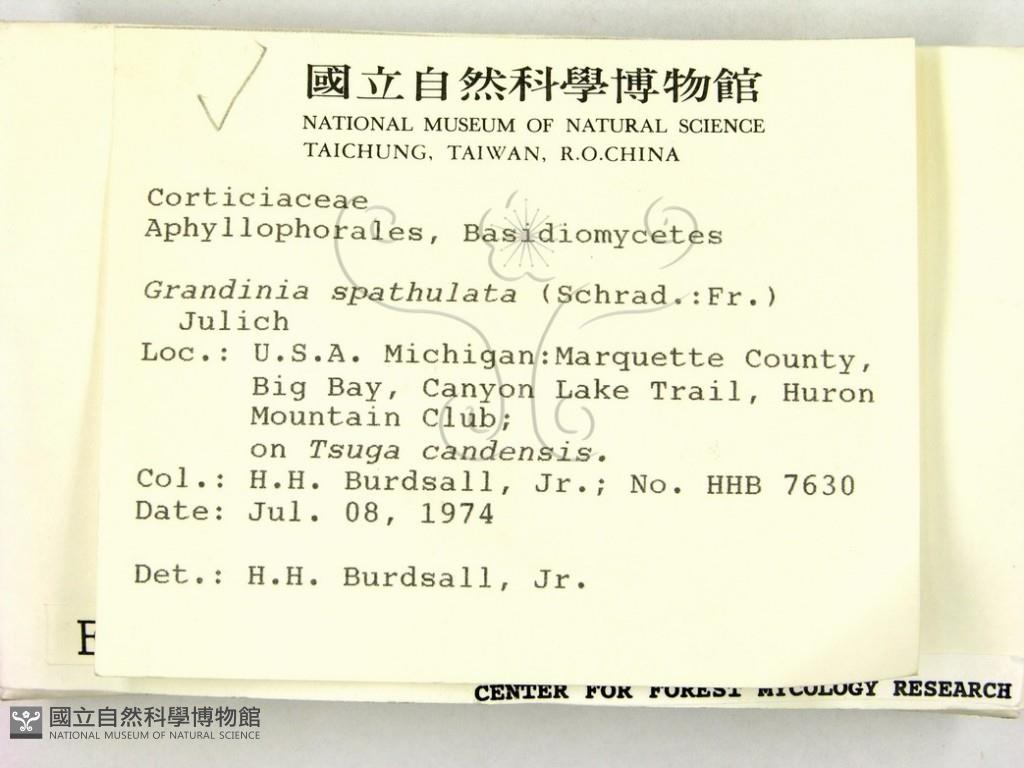 國立自然科學博物館
NATIONAL MUSEUM OF NATURAL SCIENCE
TAICHUNG, TAIWAN, R.O.CHINA
Corticiaceae
Aphyllophorales, Basidiomycetes
Grandinia spathulata (Schrad.:Fr.)
Julich
Loc.: U.S.A. Michigan:Marquette County,
Big Bay, Canyon Lake Trail, Huron
Mountain Club;
on Tsuga candensis.
Col.: H.H. Burdsall, Jr.; No. HHB 7630
Date: Jul. 08, 1974
Det.: H.H. Burdsall, Jr.
CENTER FOR FOREST MYCOLOGY RESEARCH
國立自然科學博物館
NATIONAL MUSEUM OF NATURAL SCIENCE